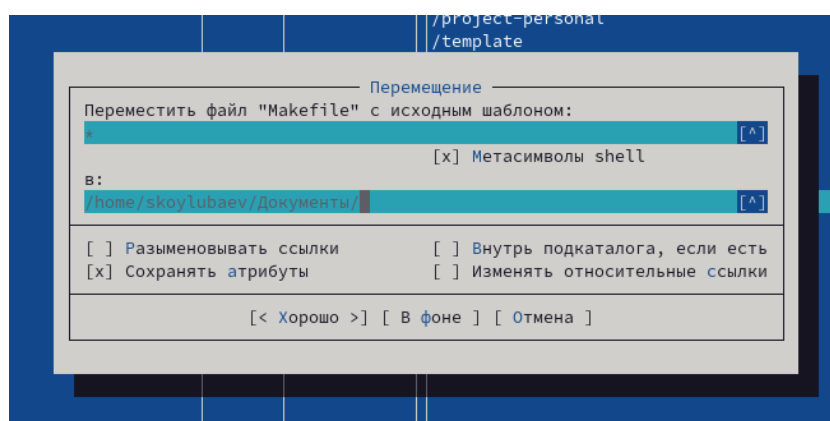 /project-personal
/template
Перемещение
Переместить файл "Makefile" с исходным шаблоном:
* [^]
[x] Метасимволы shell
в:
/home/skoylubaev/Документы/ [^]
[ ] Разыменовывать ссылки [ ] Внутрь подкаталога, если есть
[x] Сохранять атрибуты [ ] Изменять относительные ссылки
[< Хорошо >] [ В фоне ] [ Отмена ]